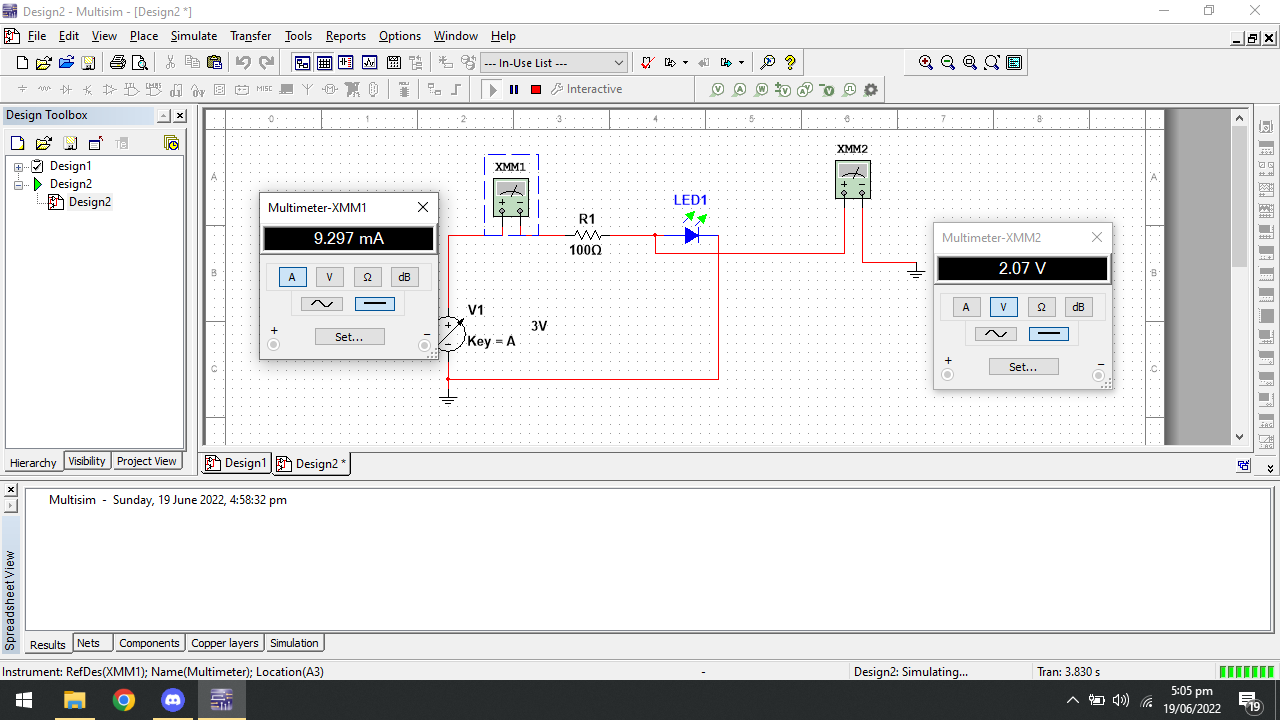 Design2 - Multisim - [Design2 *]
File Edit View Place Simulate Transfer Tools Reports Options Window Help
--- In-Use List ---
MISC
Interactive
V A W V A V
Design Toolbox
Design1
Design2
Design2
Hierarchy Visibility Project View
0 1 2 3 4 5 6 7 8
A B C
A B C
XMM1
XMM2
R1
100Ω
LED1
V1
3V
Key = A
Multimeter-XMM1
9.297 mA
A V Ω dB
+ Set... −
Multimeter-XMM2
2.07 V
A V Ω dB
+ Set... −
Design1 Design2 *
Multisim - Sunday, 19 June 2022, 4:58:32 pm
Spreadsheet View
Results Nets Components Copper layers Simulation
Instrument: RefDes(XMM1); Name(Multimeter); Location(A3) - Design2: Simulating... Tran: 3.830 s
5:05 pm
19/06/2022
19